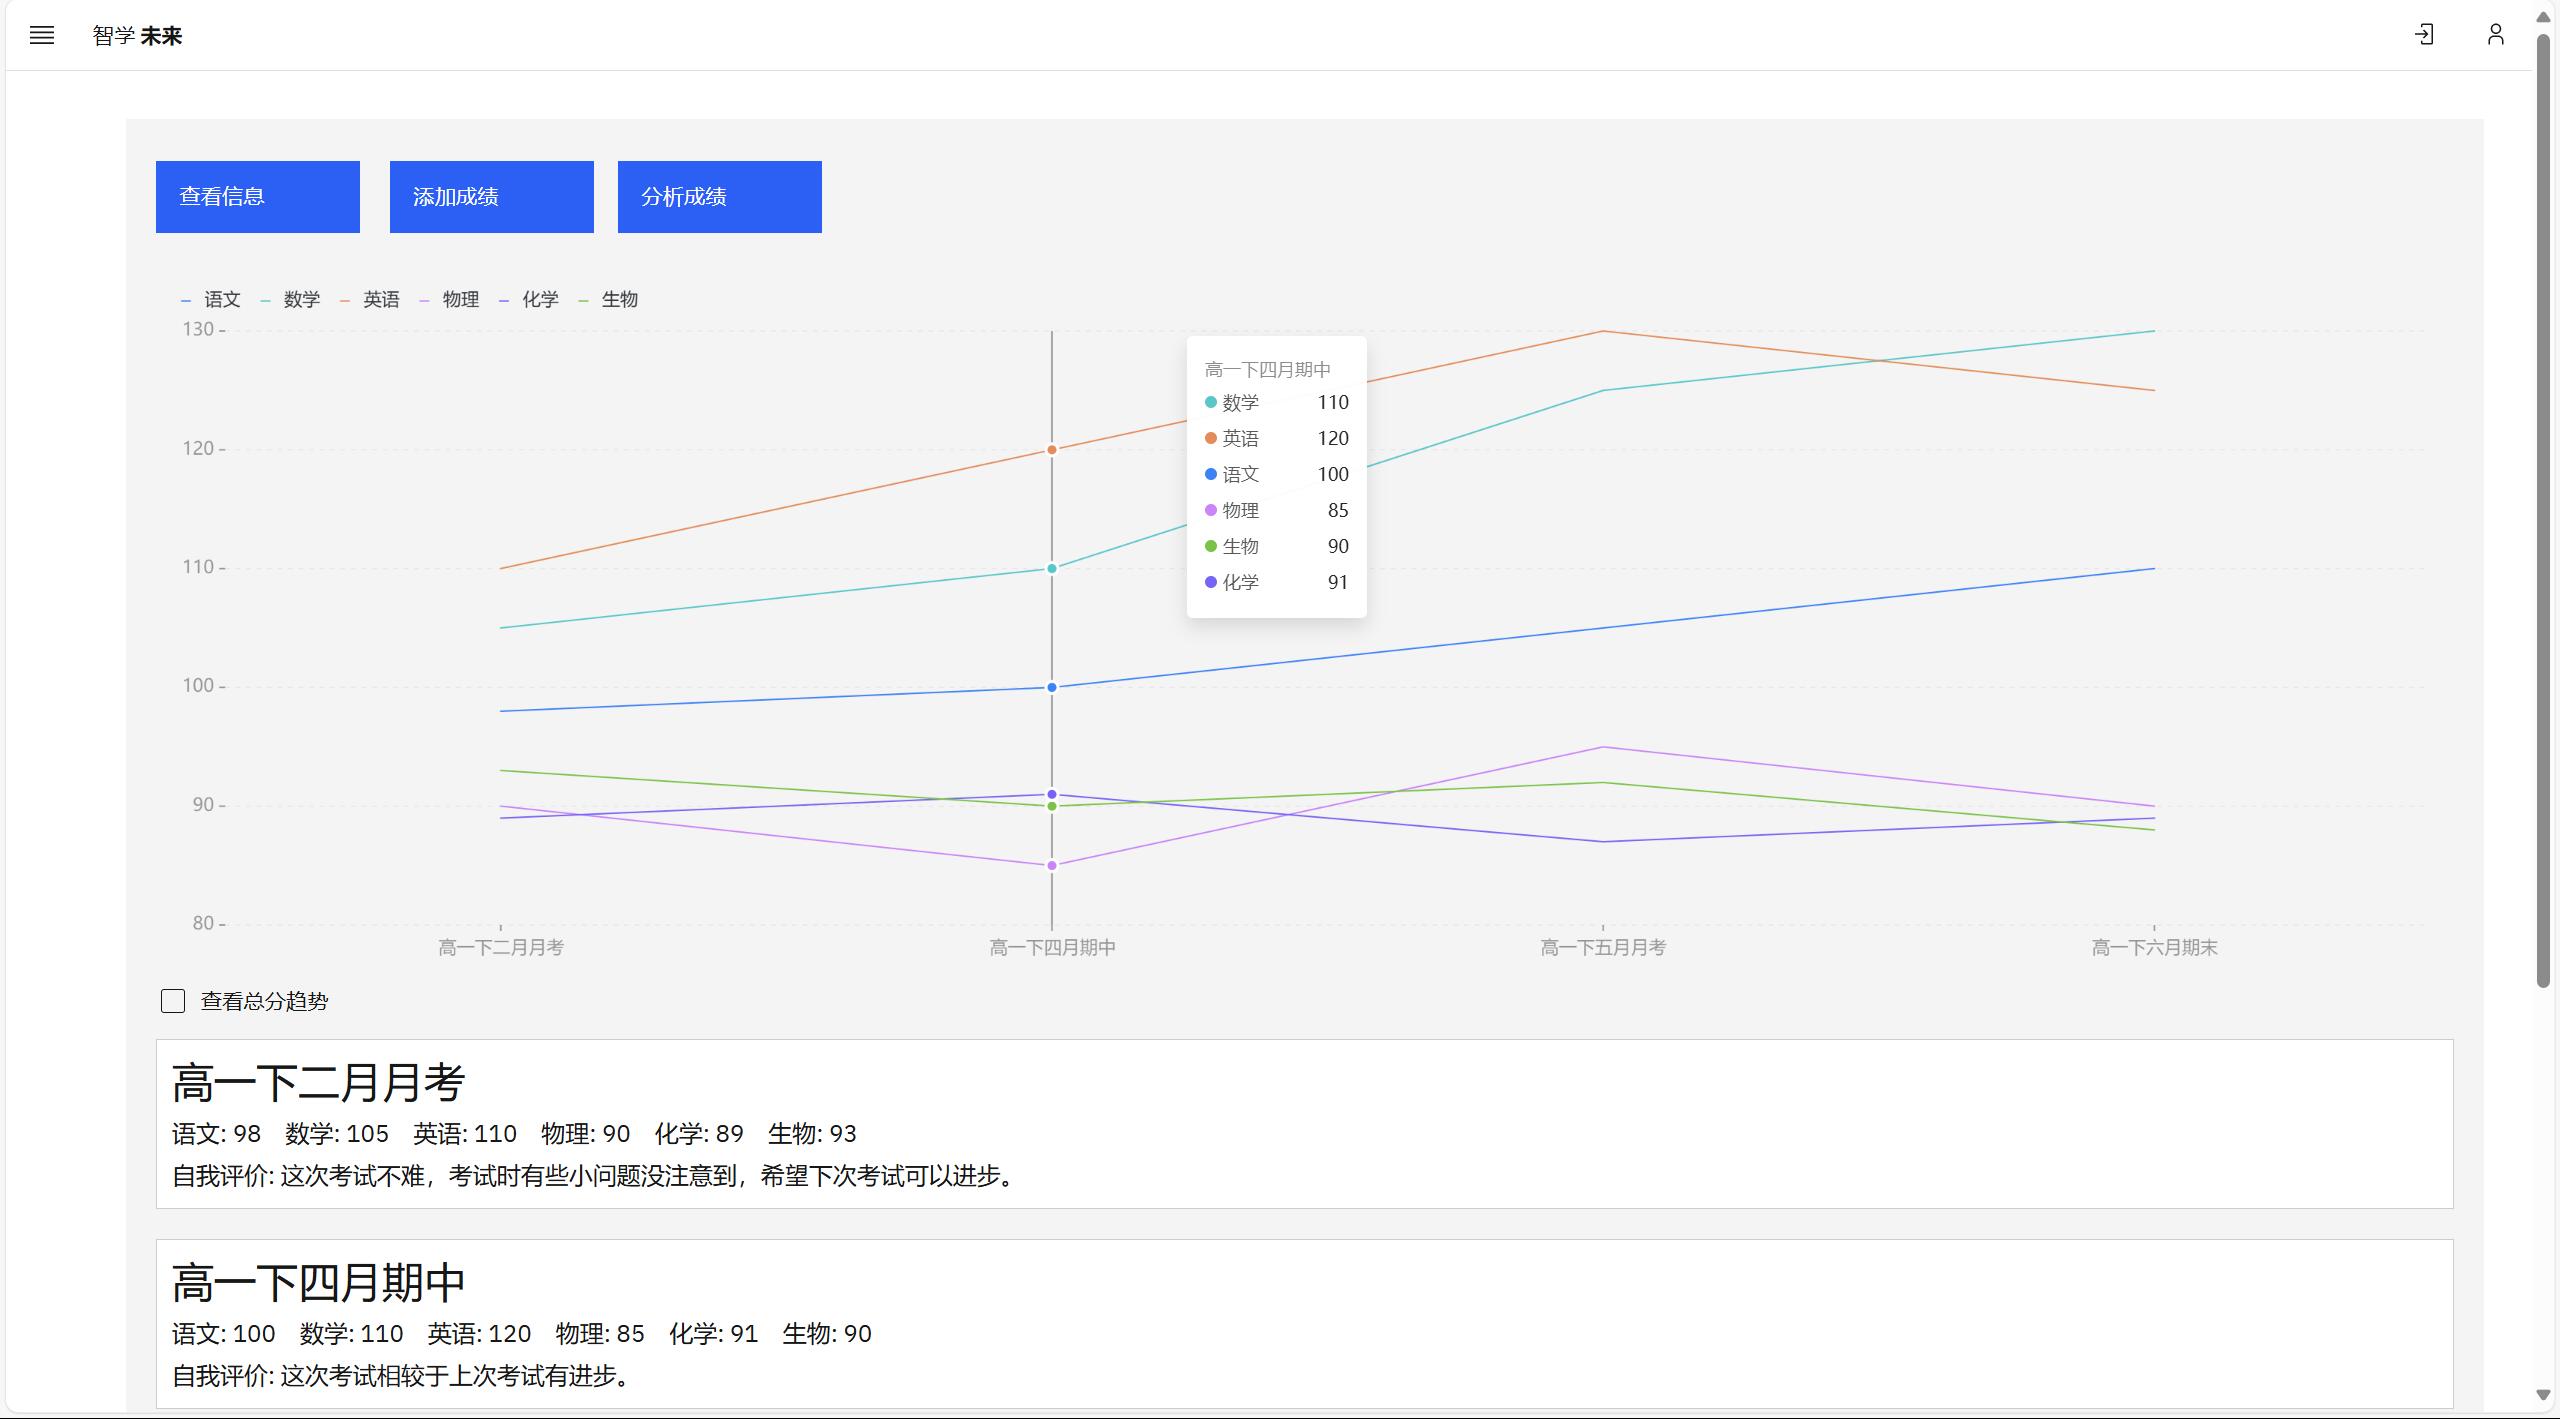 智学 未来
查看信息 添加成绩 分析成绩
语文 数学 英语 物理 化学 生物
130
120
110
100
90
80
高一下四月期中
数学 110
英语 120
语文 100
物理 85
生物 90
化学 91
高一下二月月考 高一下四月期中 高一下五月月考 高一下六月期末
查看总分趋势
高一下二月月考
语文: 98 数学: 105 英语: 110 物理: 90 化学: 89 生物: 93
自我评价: 这次考试不难，考试时有些小问题没注意到，希望下次考试可以进步。
高一下四月期中
语文: 100 数学: 110 英语: 120 物理: 85 化学: 91 生物: 90
自我评价: 这次考试相较于上次考试有进步。